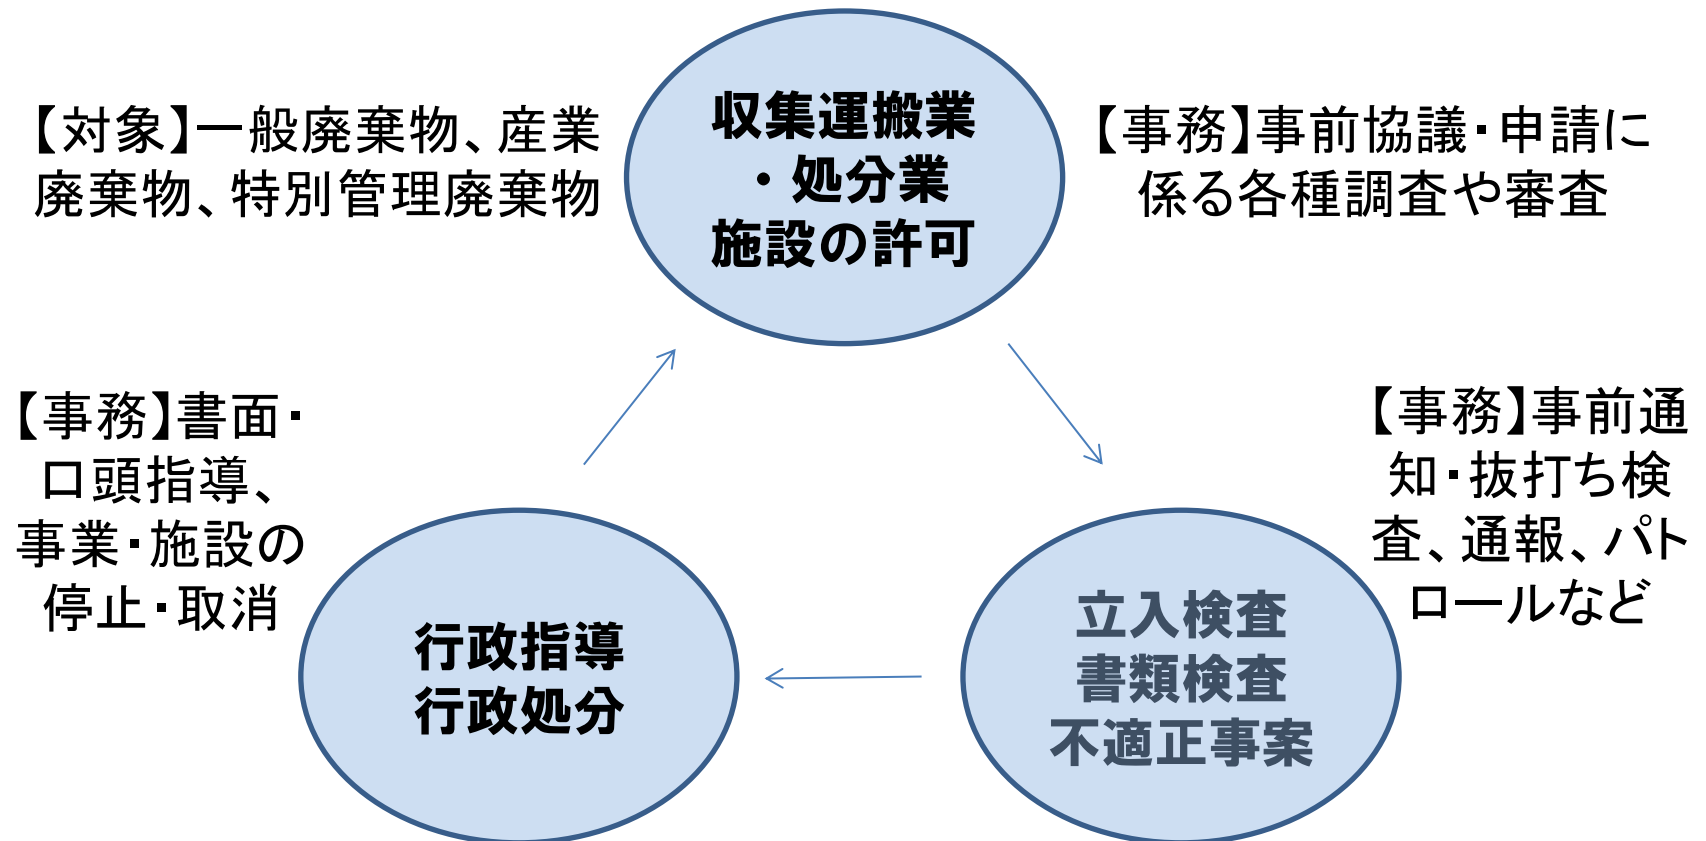 収集運搬業
・処分業
施設の許可
【対象】一般廃棄物、産業
廃棄物、特別管理廃棄物
【事務】事前協議・申請に
係る各種調査や審査
【事務】事前通
知・抜打ち検
査、通報、パト
ロールなど
立入検査
書類検査
不適正事案
【事務】書面・
口頭指導、
事業・施設の
停止・取消
行政指導
行政処分